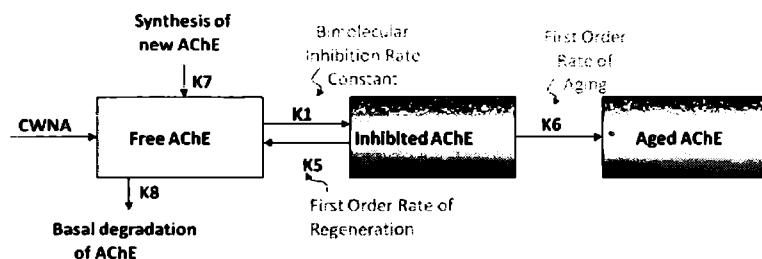 Synthesis of
new AChE
K7
CWNA
Free AChE
K8
Basal degradation
of AChE
Bimolecular
Inhibition Rate
Constant
K1
K5
First Order Rate of
Regeneration
Inhibited AChE
First Order
Rate of
Aging
K6
Aged AChE